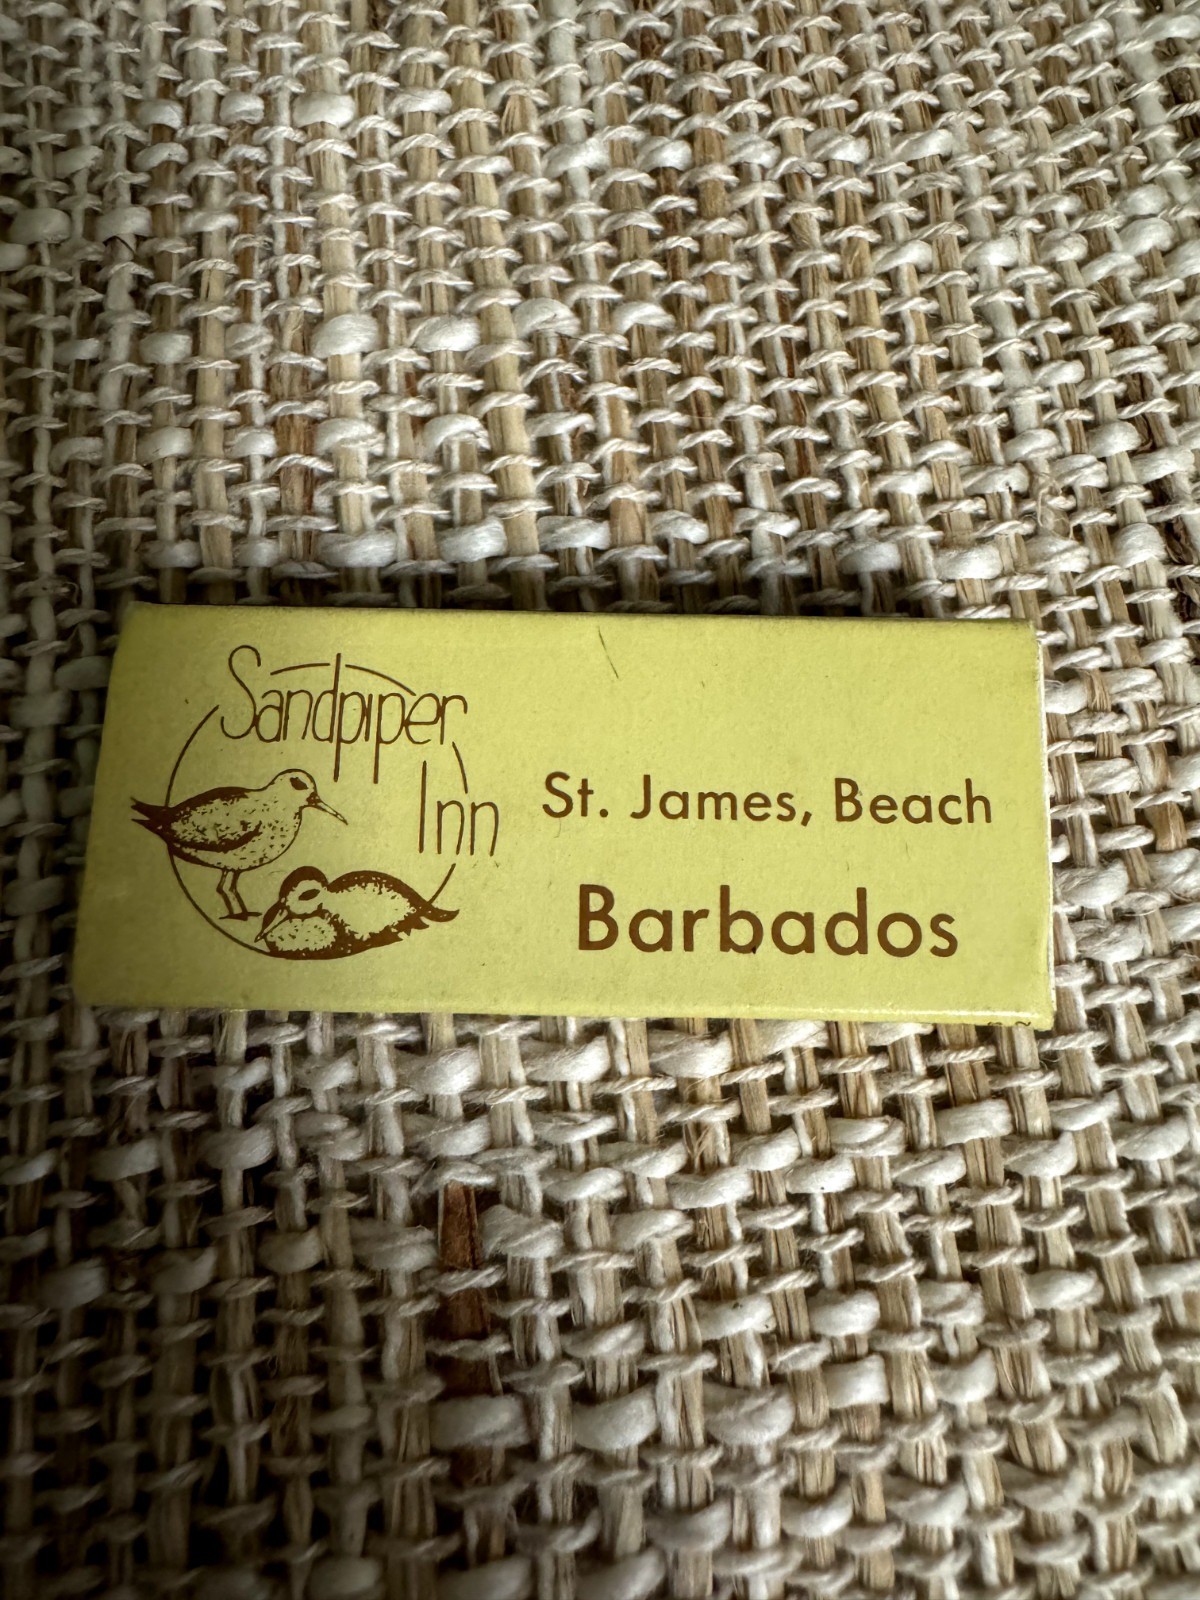 Sandpiper
Inn
St. James, Beach
Barbados